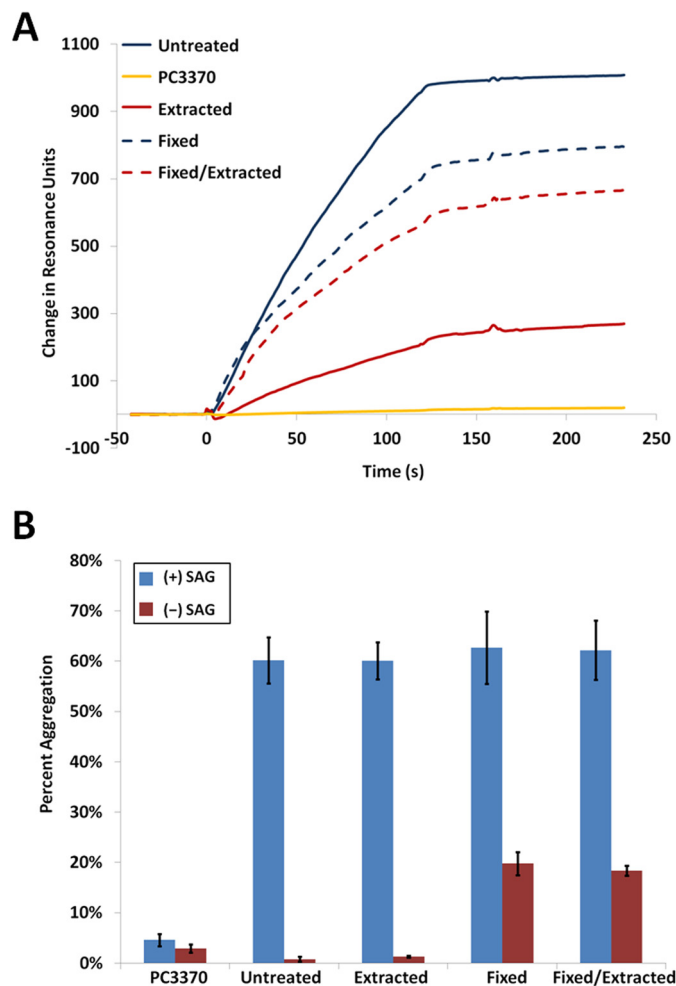 A
1100
900
700
500
300
100
-100
Change in Resonance Units
Untreated
PC3370
Extracted
Fixed
Fixed/Extracted
-50 0 50 100 150 200 250
Time (s)
B
80%
70%
60%
50%
40%
30%
20%
10%
0%
Percent Aggregation
(+) SAG
(−) SAG
PC3370 Untreated Extracted Fixed Fixed/Extracted